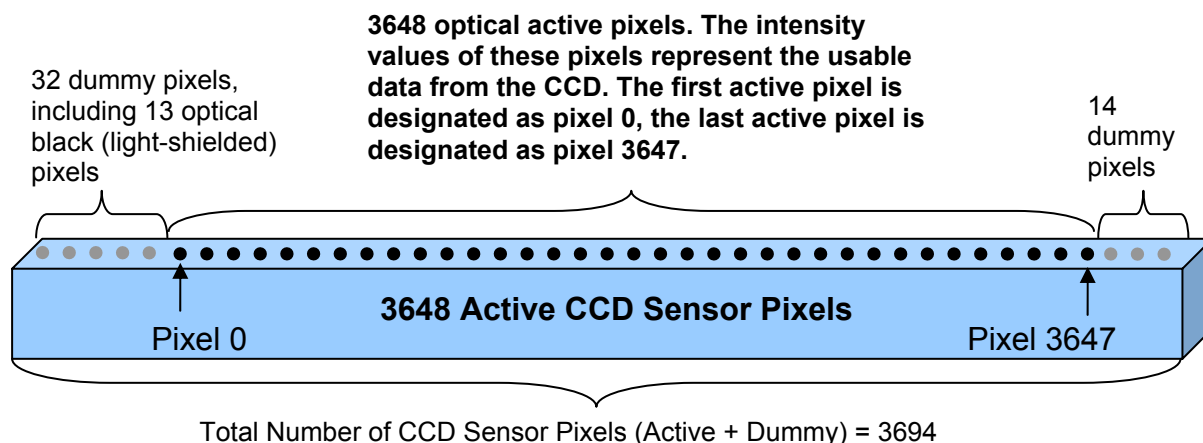 3648 optical active pixels. The intensity
values of these pixels represent the usable
data from the CCD. The first active pixel is
designated as pixel 0, the last active pixel is
designated as pixel 3647.
32 dummy pixels,
including 13 optical
black (light-shielded)
pixels
14
dummy
pixels
3648 Active CCD Sensor Pixels
Pixel 0
Pixel 3647
Total Number of CCD Sensor Pixels (Active + Dummy) = 3694